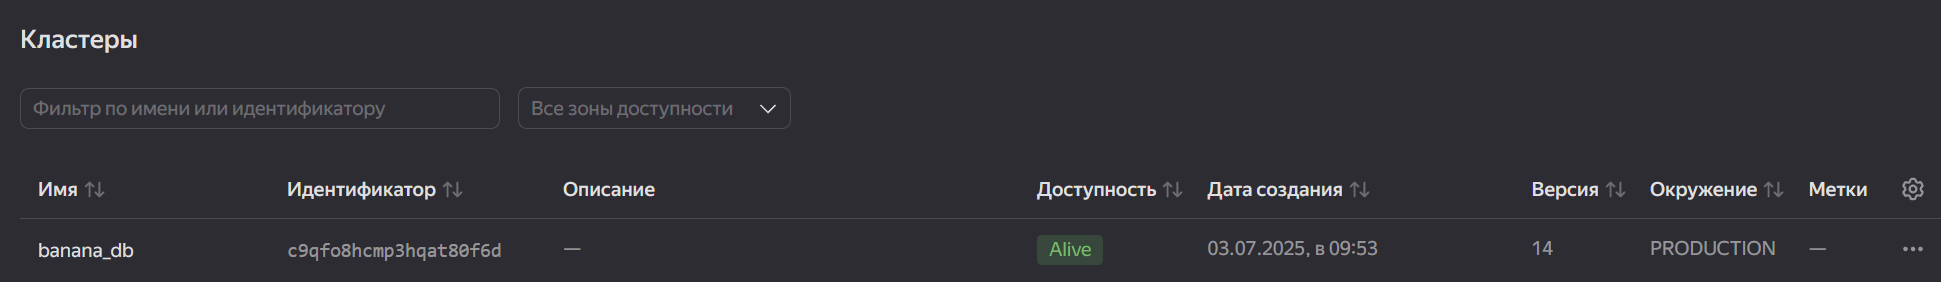 Кластеры
Фильтр по имени или идентификатору Все зоны доступности
Имя Идентификатор Описание Доступность Дата создания Версия Окружение Метки
banana_db c9qfo8hcmp3hqat80f6d — Alive 03.07.2025, в 09:53 14 PRODUCTION —